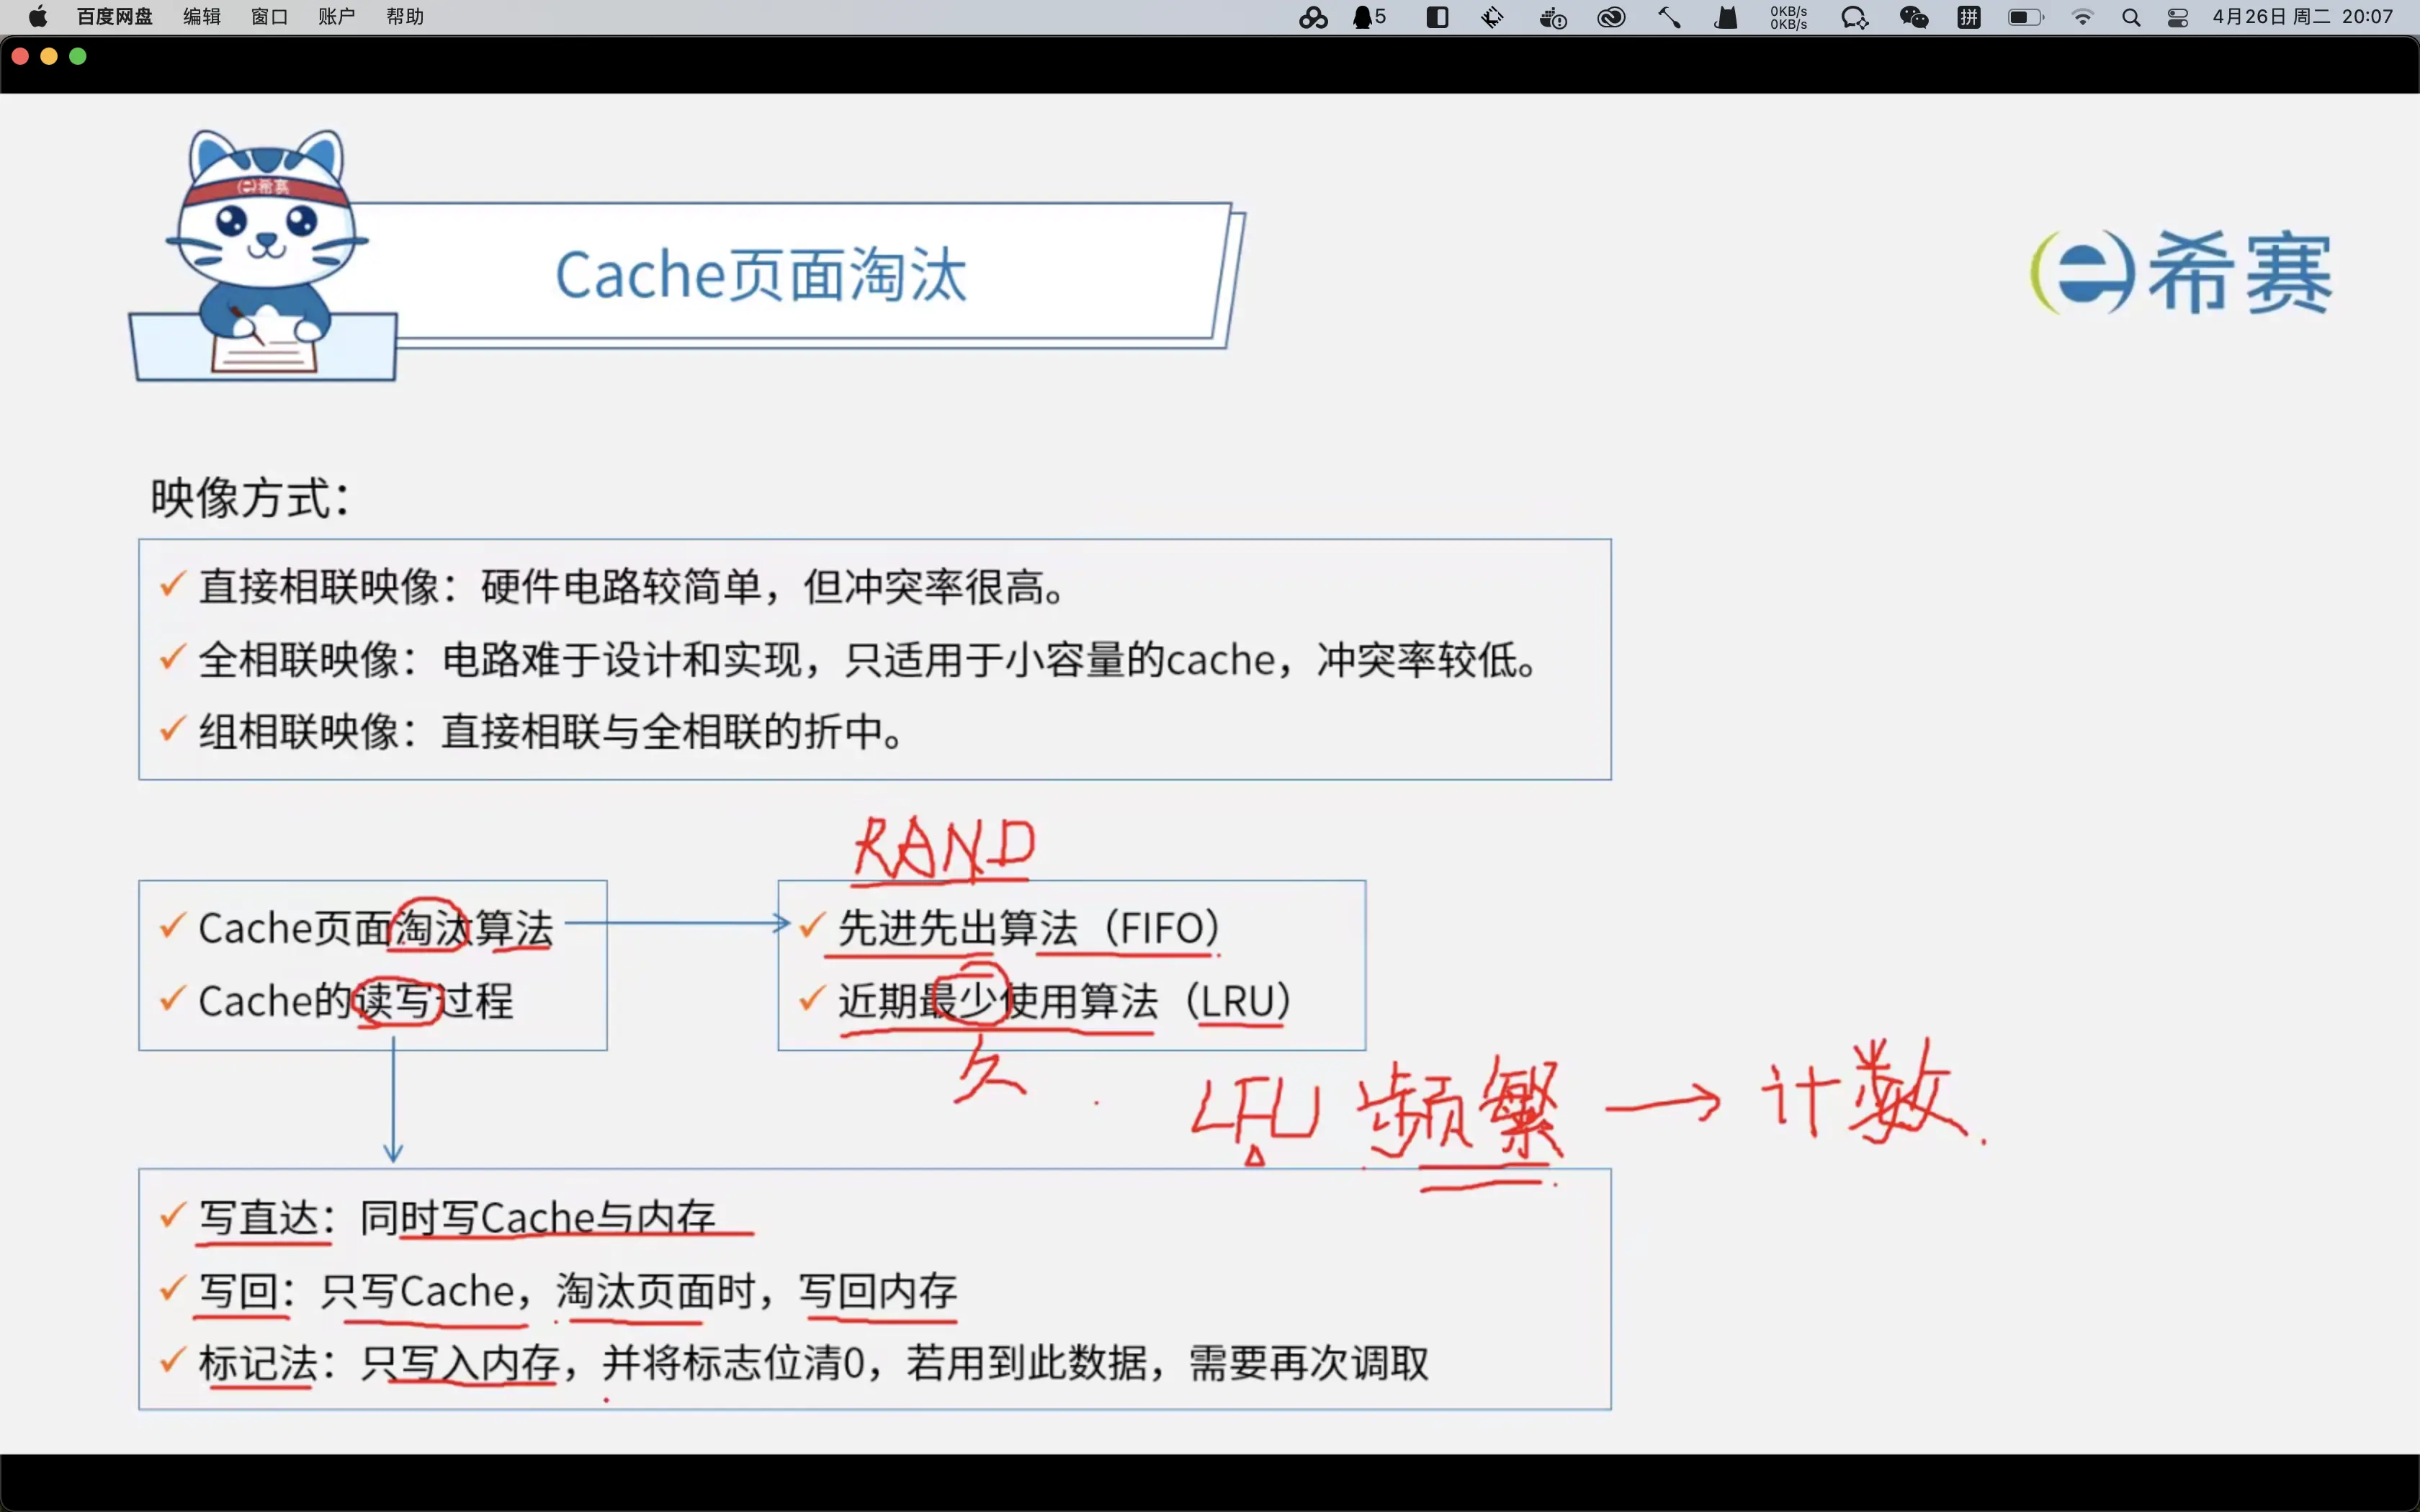 百度网盘 编辑 窗口 账户 帮助 5 0KB/s 0KB/s 拼 4月26日 周二 20:07
希赛
Cache页面淘汰
希赛
映像方式：
直接相联映像：硬件电路较简单，但冲突率很高。
全相联映像：电路难于设计和实现，只适用于小容量的cache，冲突率较低。
组相联映像：直接相联与全相联的折中。
RAND
Cache页面淘汰算法
Cache的读写过程
先进先出算法（FIFO）
近期最少使用算法（LRU）
久
LFU 频繁 → 计数.
写直达：同时写Cache与内存
写回：只写Cache，淘汰页面时，写回内存
标记法：只写入内存，并将标志位清0，若用到此数据，需要再次调取